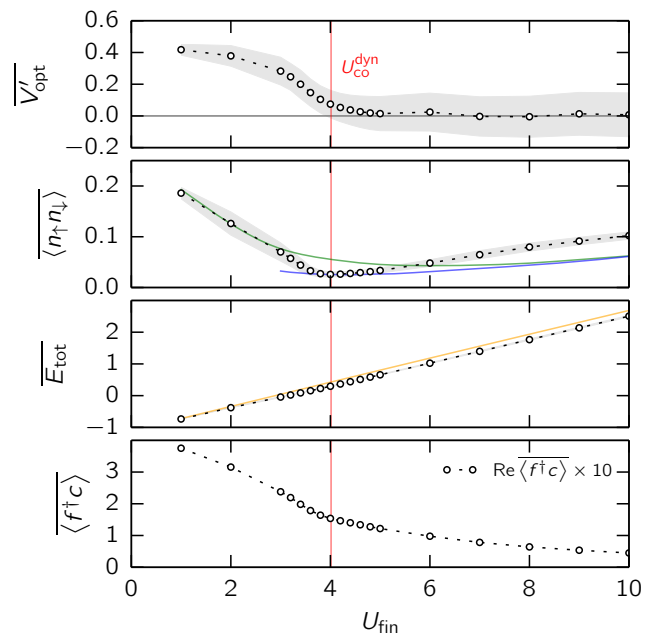 0.6
0.4
0.2
0.0
−0.2
V′opt
U co dyn
0.2
0.1
0.0
⟨n↑n↓⟩
2
1
0
−1
Etot
3
2
1
0
⟨f†c⟩
Re ⟨f†c⟩ × 10
0 2 4 6 8 10
Ufin